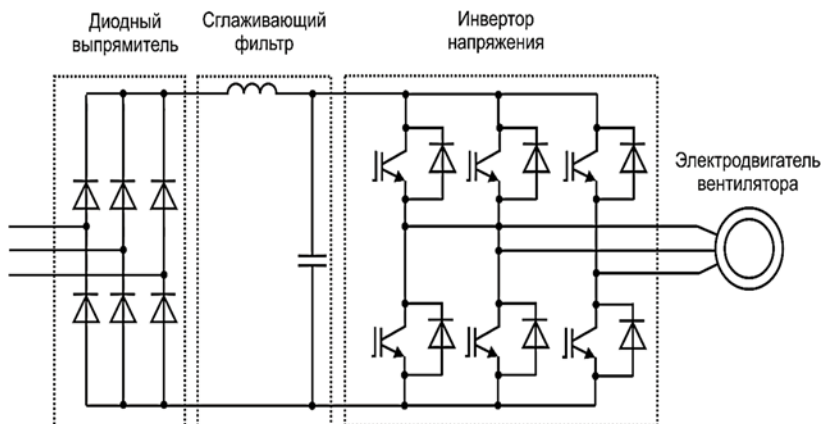 Диодный
выпрямитель
Сглаживающий
фильтр
Инвертор
напряжения
Электродвигатель
вентилятора